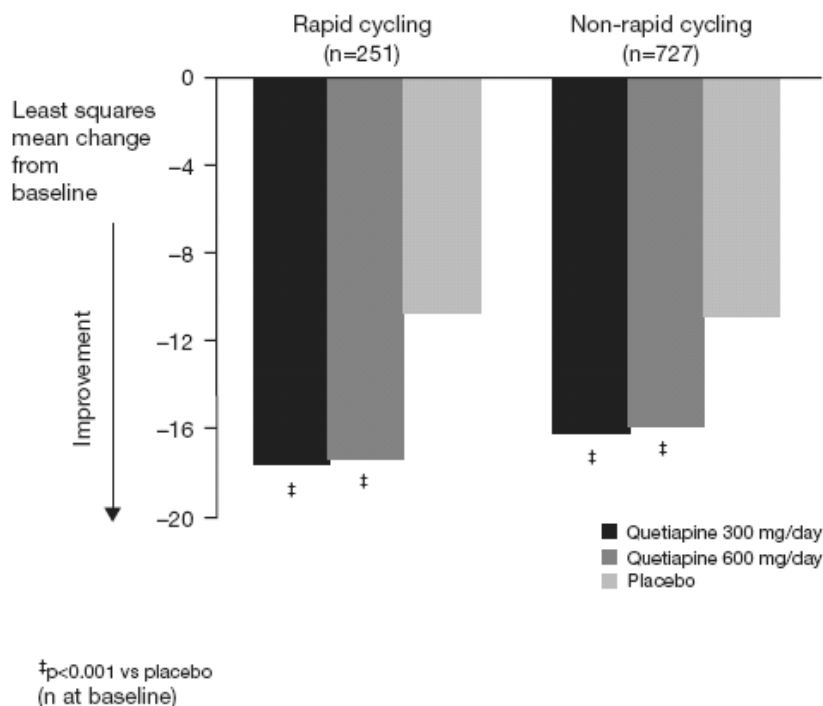 Rapid cycling
(n=251)
Non-rapid cycling
(n=727)
Least squares
mean change
from
baseline
Improvement
0
–4
–8
–12
–16
–20
‡
‡
‡
‡
Quetiapine 300 mg/day
Quetiapine 600 mg/day
Placebo
‡p<0.001 vs placebo
(n at baseline)